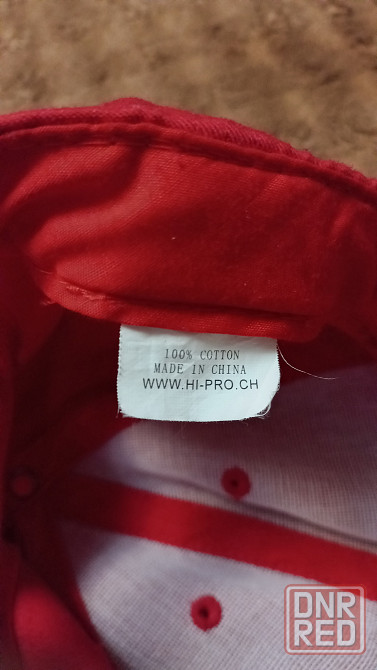 100% COTTON
MADE IN CHINA
WWW.HI-PRO.CH
DNR
RED